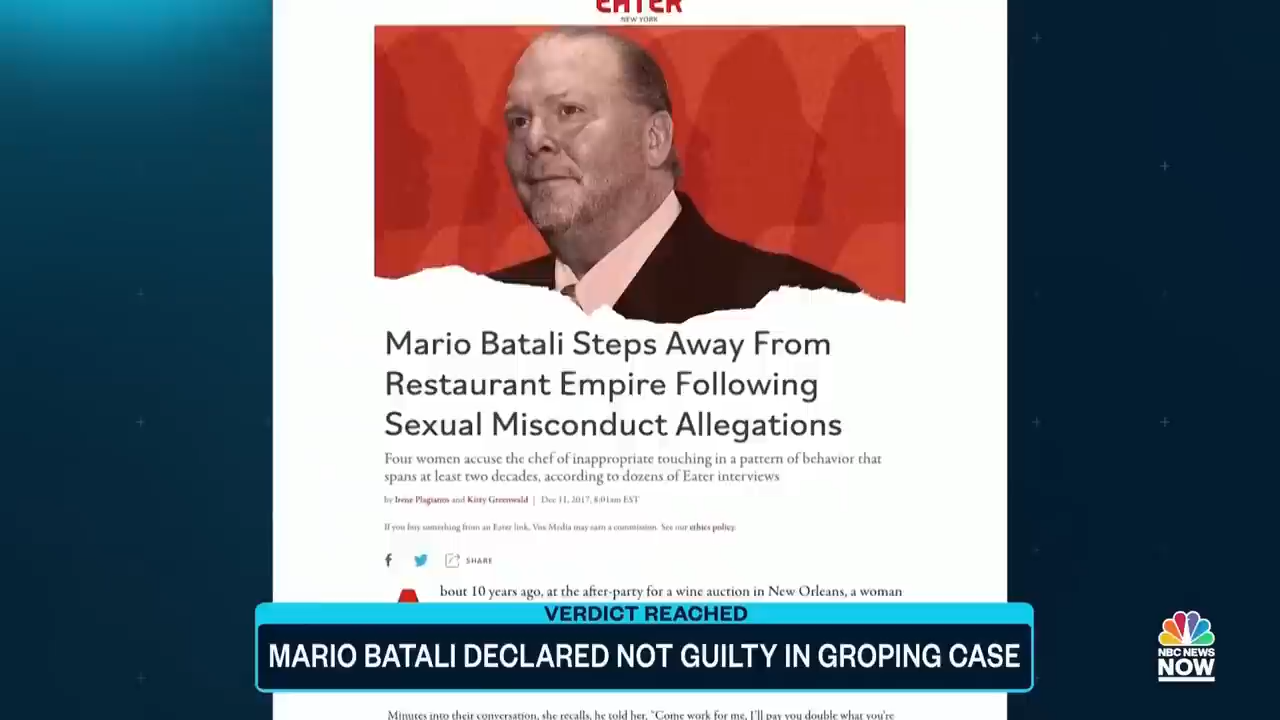 EATER
NEW YORK
Mario Batali Steps Away From
Restaurant Empire Following
Sexual Misconduct Allegations
Four women accuse the chef of inappropriate touching in a pattern of behavior that
spans at least two decades, according to dozens of Eater interviews
by Irene Plagianos and Kitty Greenwald | Dec 11, 2017, 8:01am EST
If you buy something from an Eater link, Vox Media may earn a commission. See our ethics policy.
SHARE
About 10 years ago, at the after-party for a wine auction in New Orleans, a woman
VERDICT REACHED
MARIO BATALI DECLARED NOT GUILTY IN GROPING CASE
NBC NEWS
NOW
Minutes into their conversation, she recalls, he told her, "Come work for me, I'll pay you double what you're